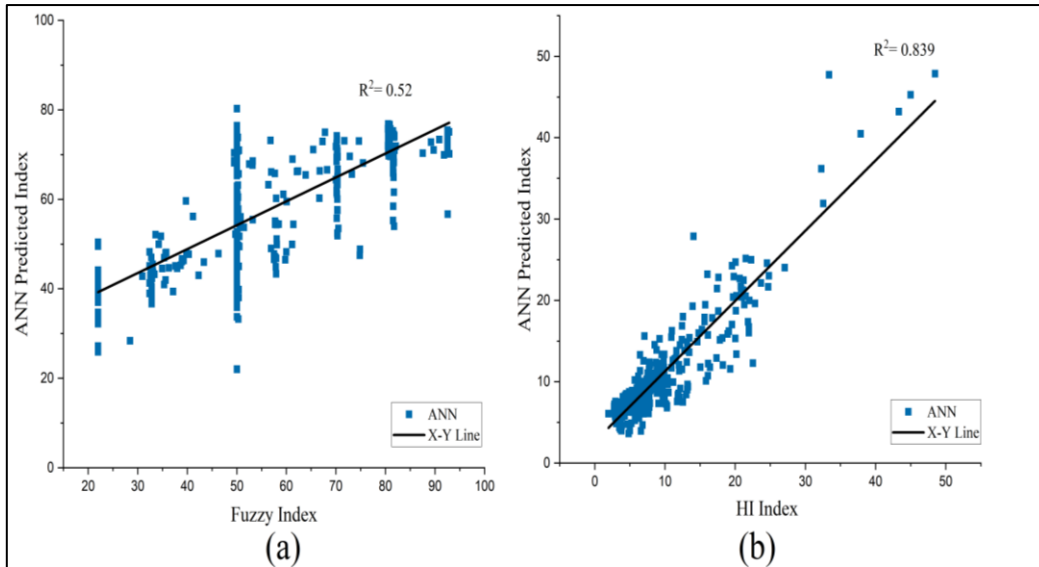 100
80
60
40
20
0
20 30 40 50 60 70 80 90 100
ANN Predicted Index
Fuzzy Index
R²= 0.52
ANN
X-Y Line
(a)
50
40
30
20
10
0
0 10 20 30 40 50
ANN Predicted Index
HI Index
R²= 0.839
ANN
X-Y Line
(b)